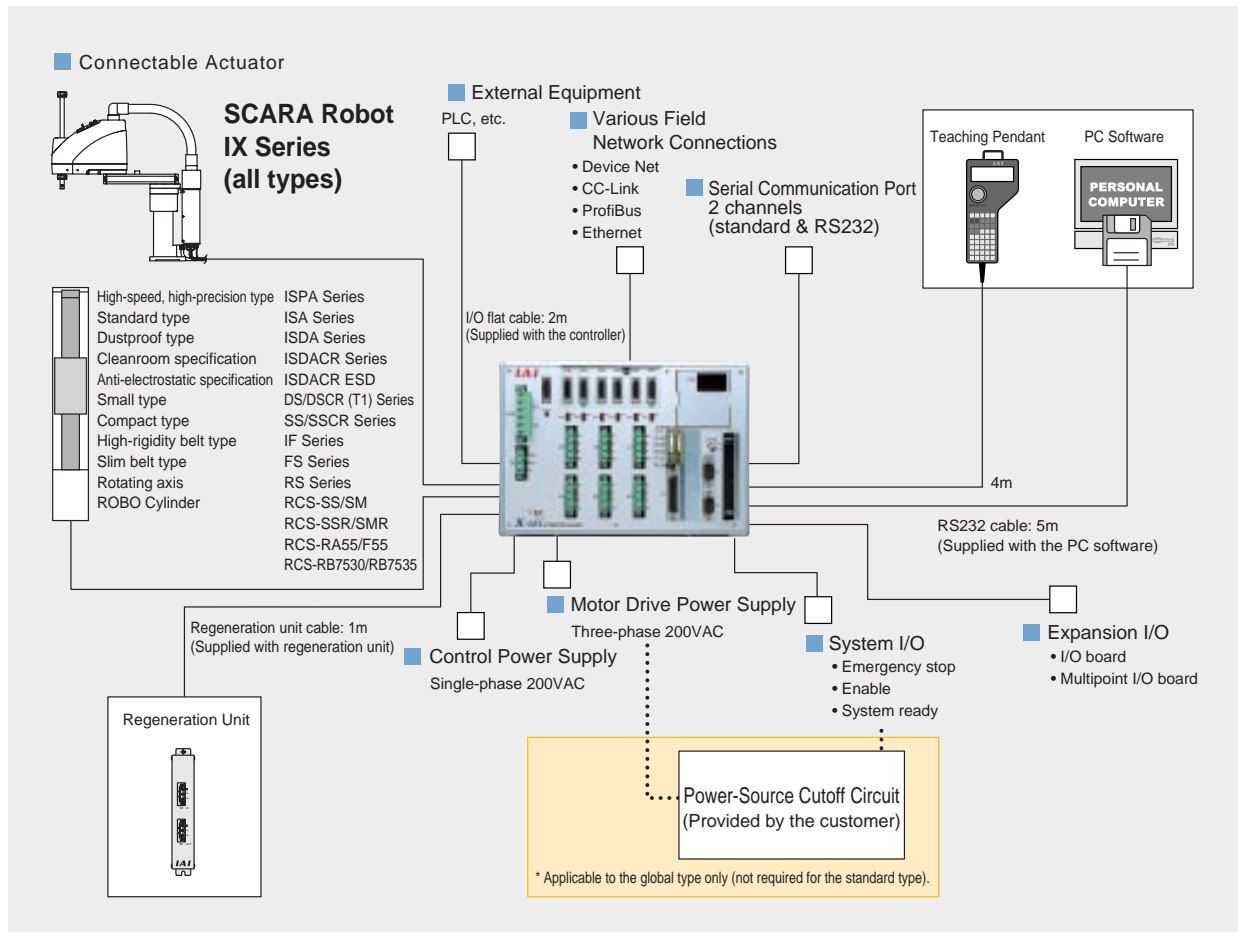 Connectable Actuator
SCARA Robot
IX Series
(all types)
External Equipment
PLC, etc.
Various Field
Network Connections
• Device Net
• CC-Link
• ProfiBus
• Ethernet
Serial Communication Port
2 channels
(standard & RS232)
Teaching Pendant
PC Software
IAI
PERSONAL
COMPUTER
High-speed, high-precision type ISPA Series
Standard type ISA Series
Dustproof type ISDA Series
Cleanroom specification ISDACR Series
Anti-electrostatic specification ISDACR ESD
Small type DS/DSCR (T1) Series
Compact type SS/SSCR Series
High-rigidity belt type IF Series
Slim belt type FS Series
Rotating axis RS Series
ROBO Cylinder RCS-SS/SM
RCS-SSR/SMR
RCS-RA55/F55
RCS-RB7530/RB7535
I/O flat cable: 2m
(Supplied with the controller)
IAI
4m
RS232 cable: 5m
(Supplied with the PC software)
Regeneration unit cable: 1m
(Supplied with regeneration unit)
Control Power Supply
Single-phase 200VAC
Motor Drive Power Supply
Three-phase 200VAC
System I/O
• Emergency stop
• Enable
• System ready
Expansion I/O
• I/O board
• Multipoint I/O board
Regeneration Unit
IAI
Power-Source Cutoff Circuit
(Provided by the customer)
* Applicable to the global type only (not required for the standard type).